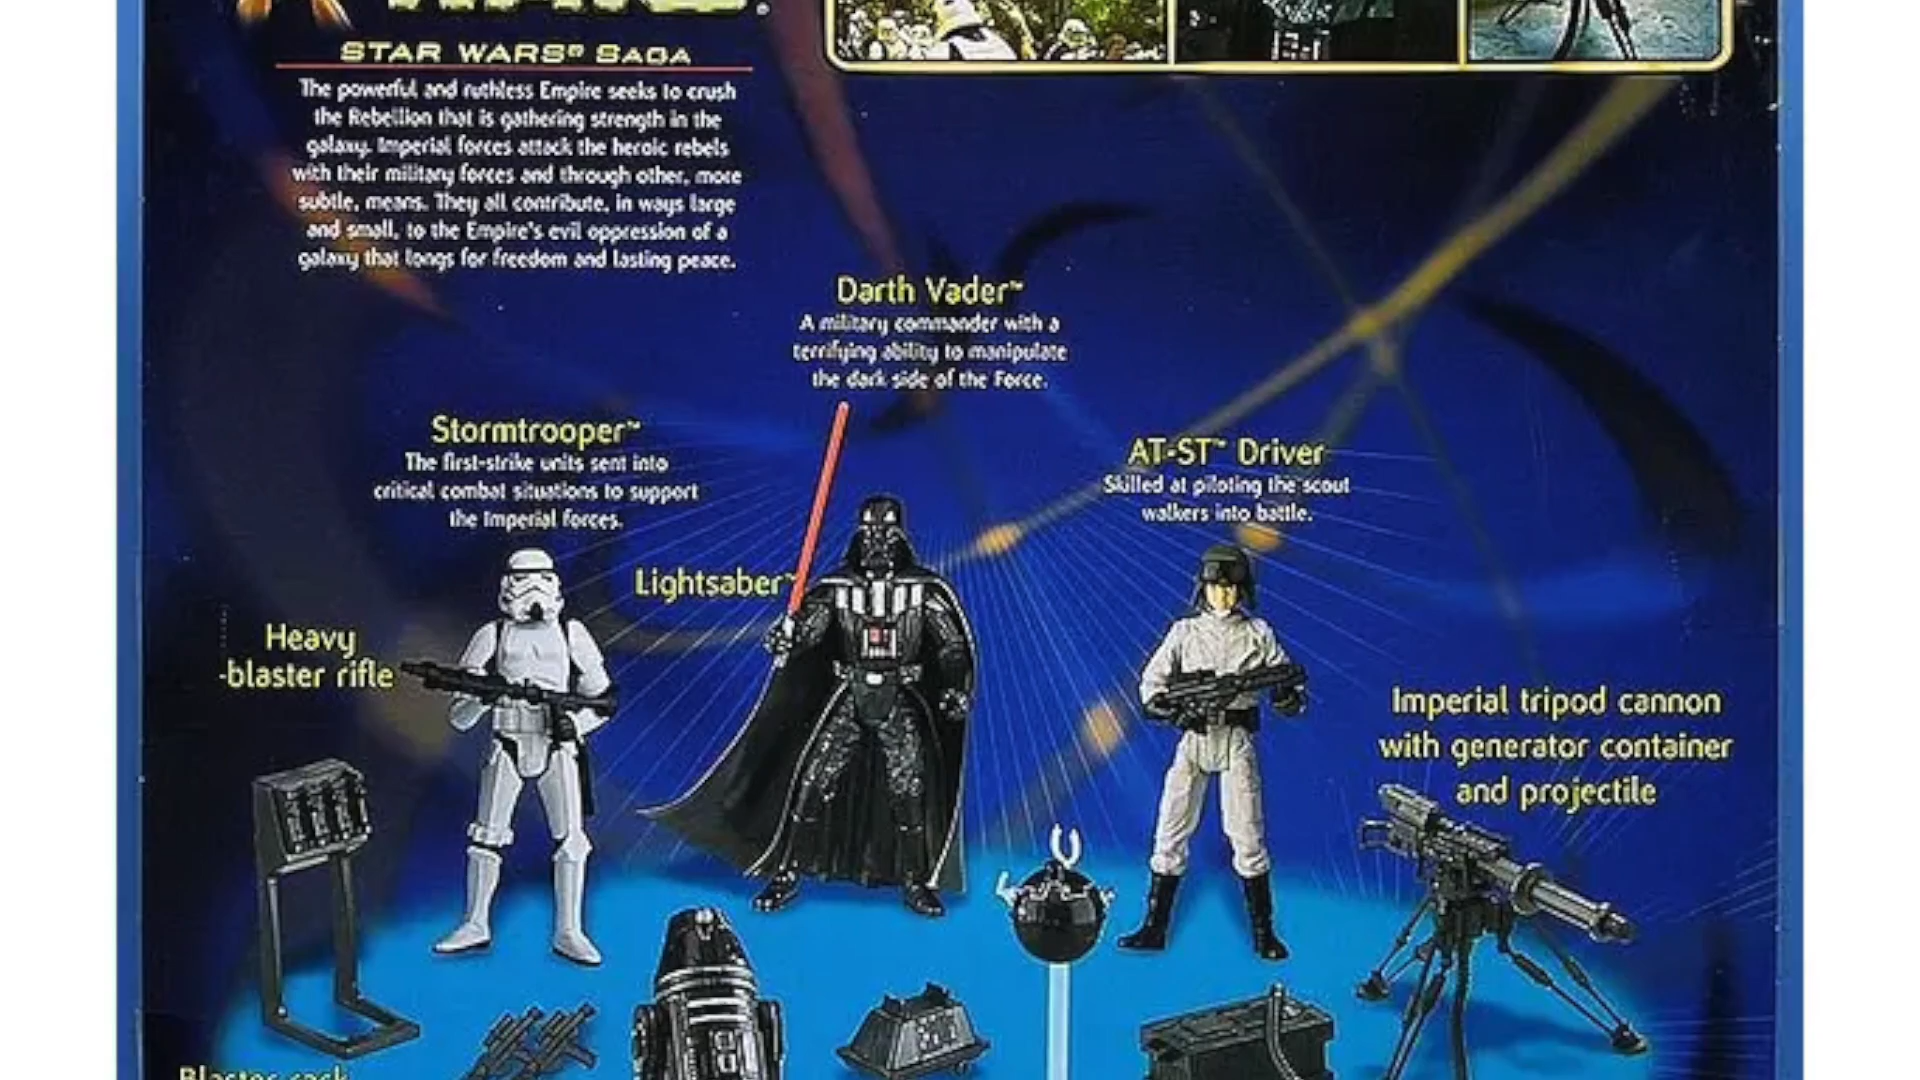 STAR WARS® SAGA
The powerful and ruthless Empire seeks to crush
the Rebellion that is gathering strength in the
galaxy. Imperial forces attack the heroic rebels
with their military forces and through other, more
subtle, means. They all contribute, in ways large
and small, to the Empire's evil oppression of a
galaxy that longs for freedom and lasting peace.
Darth Vader™
A military commander with a
terrifying ability to manipulate
the dark side of the Force.
Stormtrooper™
The first-strike units sent into
critical combat situations to support
the Imperial forces.
AT-ST™ Driver
Skilled at piloting the scout
walkers into battle.
Lightsaber™
Heavy
-blaster rifle
Imperial tripod cannon
with generator container
and projectile
Blaster rack